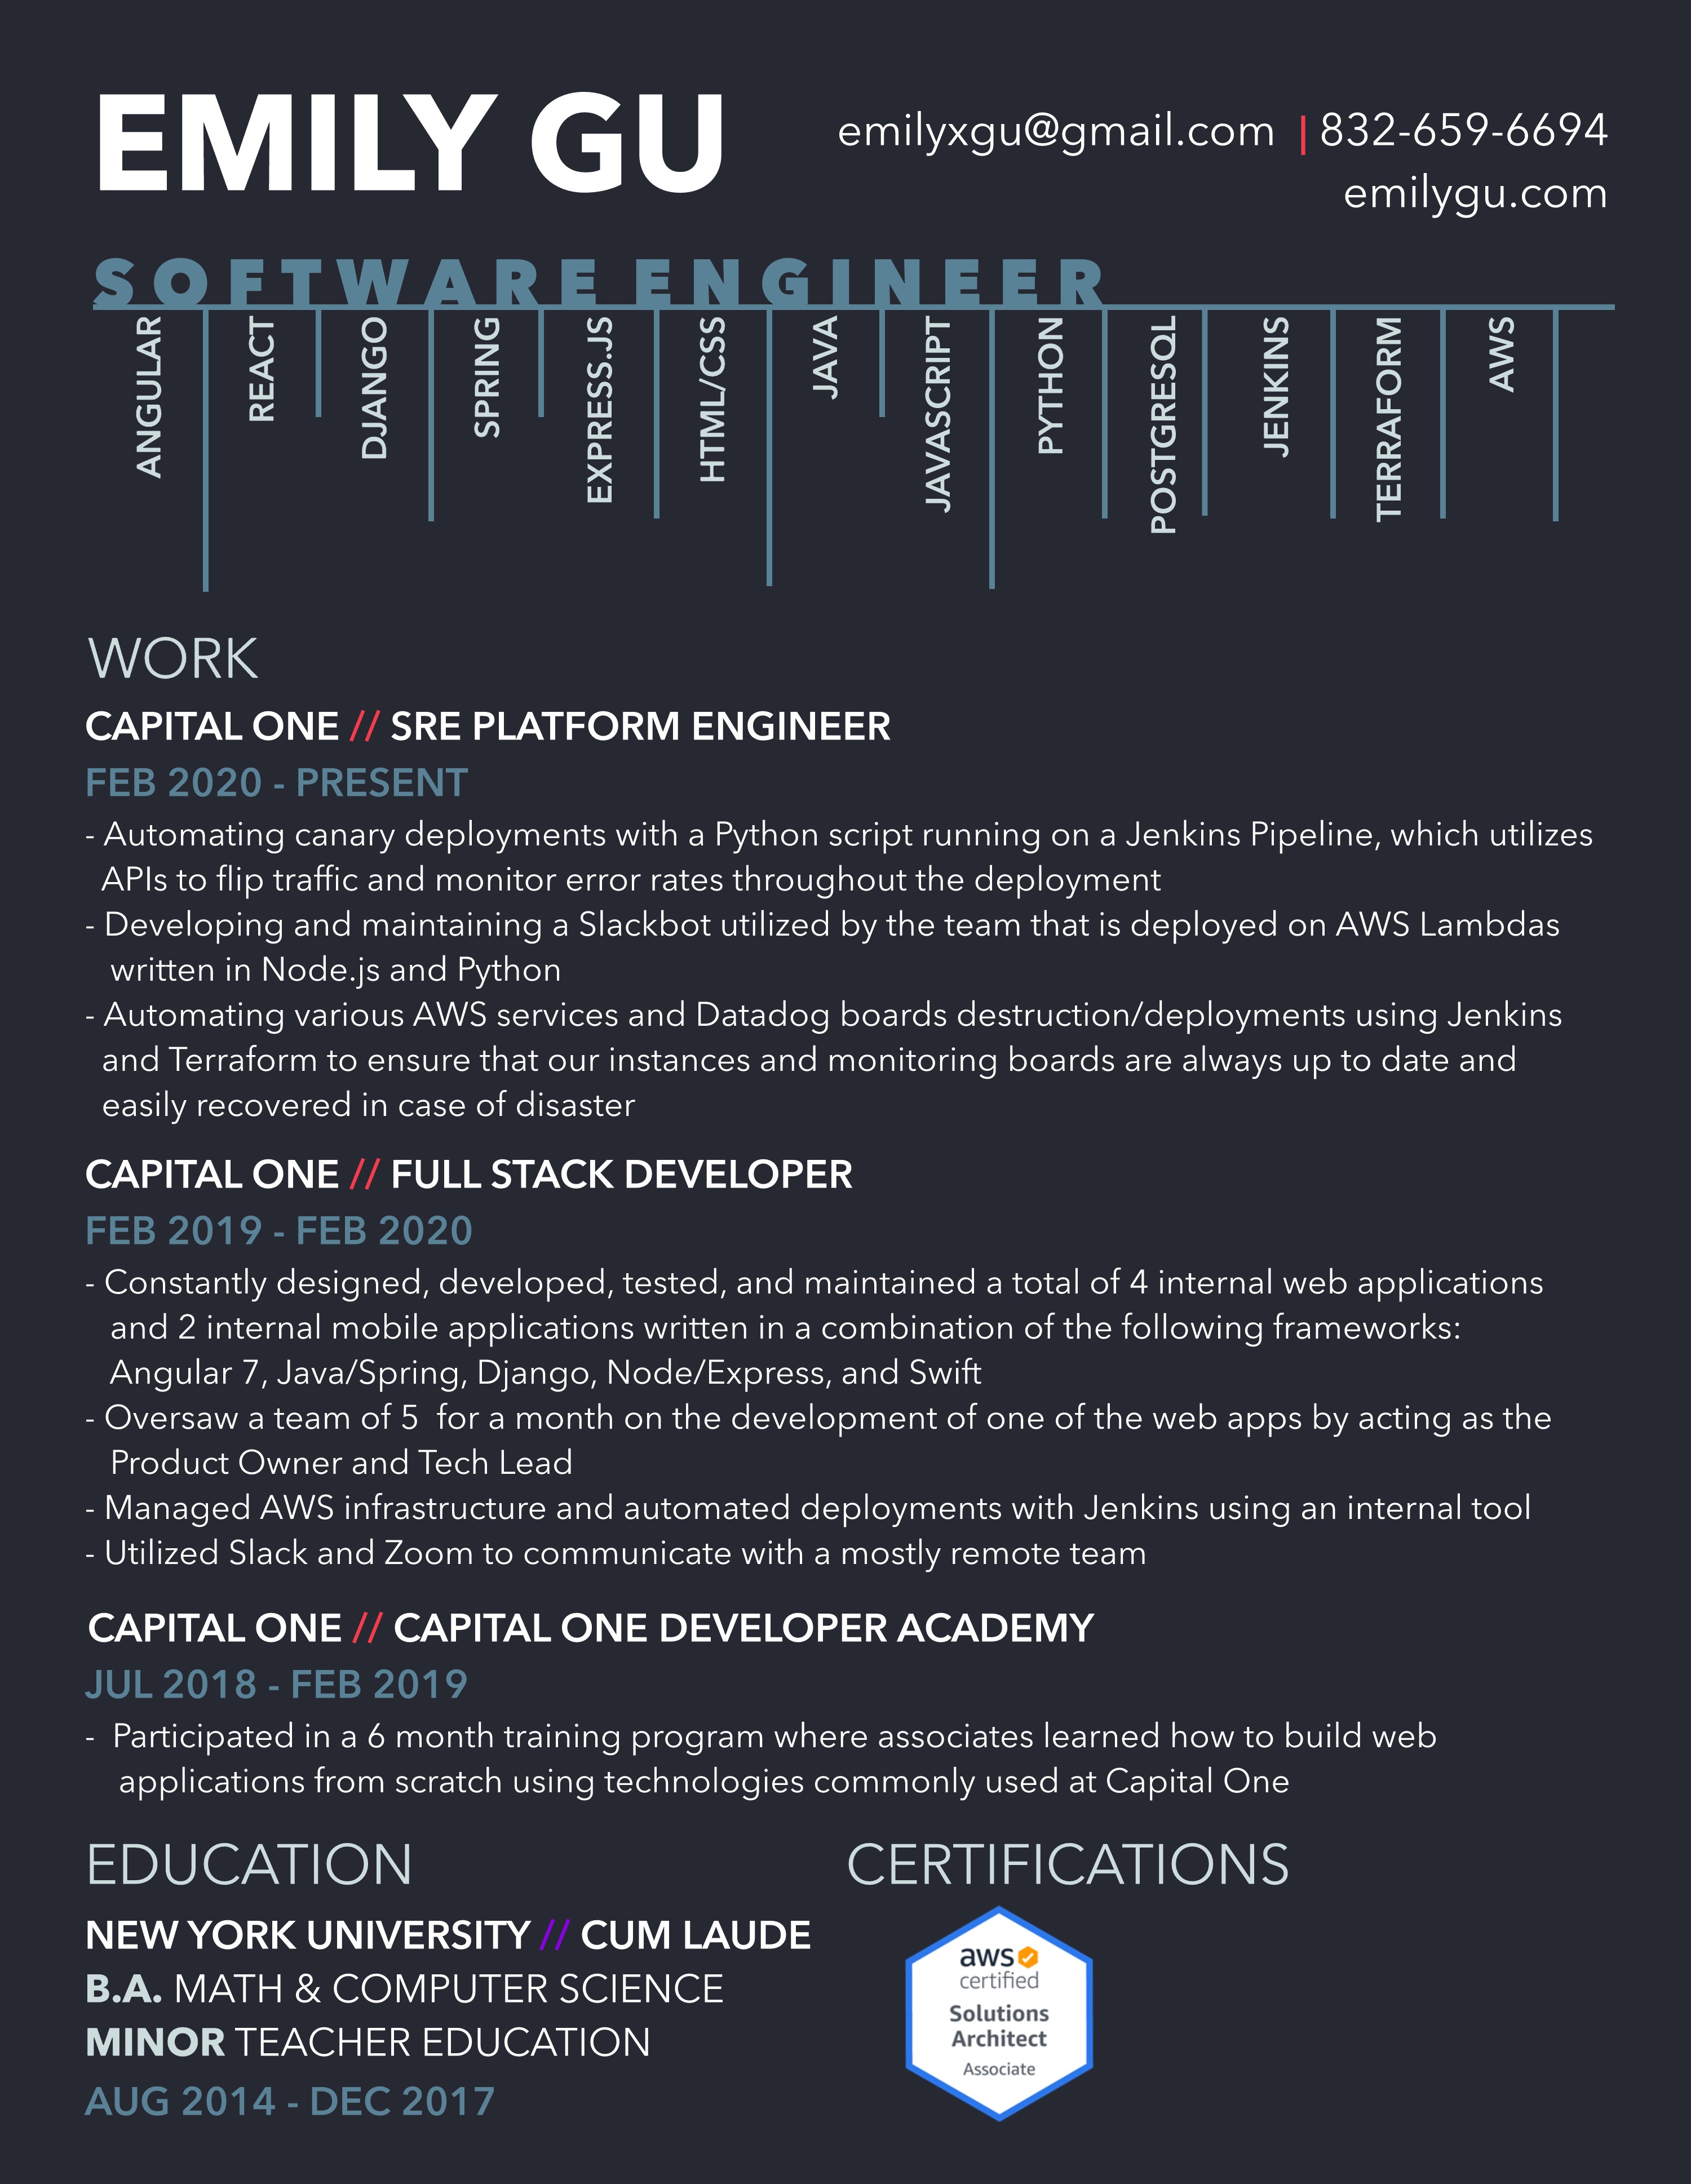 EMILY GU
emilyxgu@gmail.com | 832-659-6694
emilygu.com
SOFTWARE ENGINEER
ANGULAR
REACT
DJANGO
SPRING
EXPRESS.JS
HTML/CSS
JAVA
JAVASCRIPT
PYTHON
POSTGRESQL
JENKINS
TERRAFORM
AWS
WORK
CAPITAL ONE // SRE PLATFORM ENGINEER
FEB 2020 - PRESENT
- Automating canary deployments with a Python script running on a Jenkins Pipeline, which utilizes
APIs to flip traffic and monitor error rates throughout the deployment
- Developing and maintaining a Slackbot utilized by the team that is deployed on AWS Lambdas
written in Node.js and Python
- Automating various AWS services and Datadog boards destruction/deployments using Jenkins
and Terraform to ensure that our instances and monitoring boards are always up to date and
easily recovered in case of disaster
CAPITAL ONE // FULL STACK DEVELOPER
FEB 2019 - FEB 2020
- Constantly designed, developed, tested, and maintained a total of 4 internal web applications
and 2 internal mobile applications written in a combination of the following frameworks:
Angular 7, Java/Spring, Django, Node/Express, and Swift
- Oversaw a team of 5 for a month on the development of one of the web apps by acting as the
Product Owner and Tech Lead
- Managed AWS infrastructure and automated deployments with Jenkins using an internal tool
- Utilized Slack and Zoom to communicate with a mostly remote team
CAPITAL ONE // CAPITAL ONE DEVELOPER ACADEMY
JUL 2018 - FEB 2019
- Participated in a 6 month training program where associates learned how to build web
applications from scratch using technologies commonly used at Capital One
EDUCATION
NEW YORK UNIVERSITY // CUM LAUDE
B.A. MATH & COMPUTER SCIENCE
MINOR TEACHER EDUCATION
AUG 2014 - DEC 2017
CERTIFICATIONS
aws
certified
Solutions
Architect
Associate